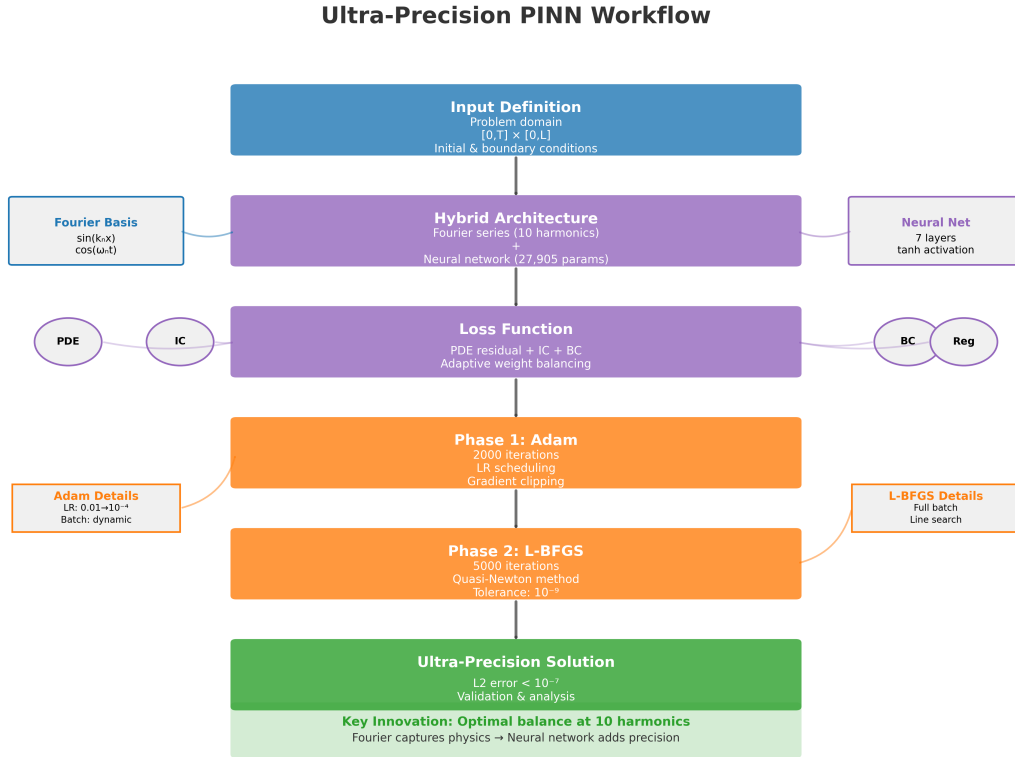 Ultra-Precision PINN Workflow
Input Definition
Problem domain
[0,T] × [0,L]
Initial & boundary conditions
Fourier Basis
sin(kₙx)
cos(ωₙt)
Hybrid Architecture
Fourier series (10 harmonics)
+
Neural network (27,905 params)
Neural Net
7 layers
tanh activation
PDE
IC
Loss Function
PDE residual + IC + BC
Adaptive weight balancing
BC
Reg
Phase 1: Adam
2000 iterations
LR scheduling
Gradient clipping
Adam Details
LR: 0.01→10⁻⁴
Batch: dynamic
L-BFGS Details
Full batch
Line search
Phase 2: L-BFGS
5000 iterations
Quasi-Newton method
Tolerance: 10⁻⁹
Ultra-Precision Solution
L2 error < 10⁻⁷
Validation & analysis
Key Innovation: Optimal balance at 10 harmonics
Fourier captures physics → Neural network adds precision